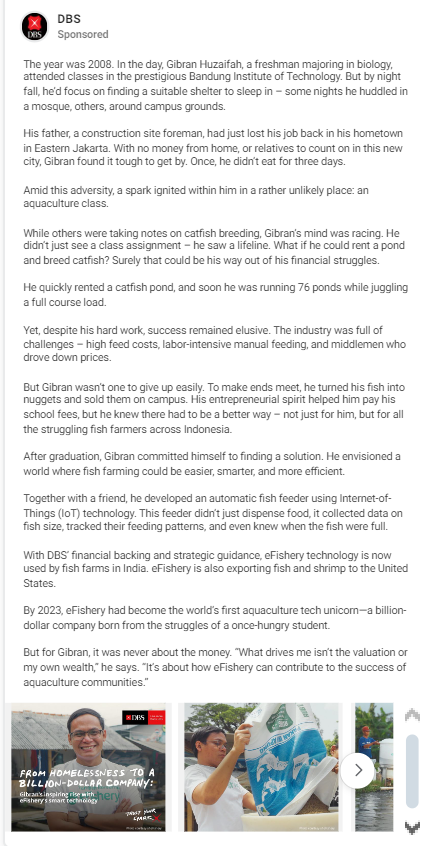 DBS
Sponsored
The year was 2008. In the day, Gibran Huzaifah, a freshman majoring in biology,
attended classes in the prestigious Bandung Institute of Technology. But by night
fall, he'd focus on finding a suitable shelter to sleep in – some nights he huddled in
a mosque, others, around campus grounds.
His father, a construction site foreman, had just lost his job back in his hometown
in Eastern Jakarta. With no money from home, or relatives to count on in this new
city, Gibran found it tough to get by. Once, he didn't eat for three days.
Amid this adversity, a spark ignited within him in a rather unlikely place: an
aquaculture class.
While others were taking notes on catfish breeding, Gibran's mind was racing. He
didn't just see a class assignment – he saw a lifeline. What if he could rent a pond
and breed catfish? Surely that could be his way out of his financial struggles.
He quickly rented a catfish pond, and soon he was running 76 ponds while juggling
a full course load.
Yet, despite his hard work, success remained elusive. The industry was full of
challenges – high feed costs, labor-intensive manual feeding, and middlemen who
drove down prices.
But Gibran wasn't one to give up easily. To make ends meet, he turned his fish into
nuggets and sold them on campus. His entrepreneurial spirit helped him pay his
school fees, but he knew there had to be a better way – not just for him, but for all
the struggling fish farmers across Indonesia.
After graduation, Gibran committed himself to finding a solution. He envisioned a
world where fish farming could be easier, smarter, and more efficient.
Together with a friend, he developed an automatic fish feeder using Internet-of-
Things (IoT) technology. This feeder didn't just dispense food, it collected data on
fish size, tracked their feeding patterns, and even knew when the fish were full.
With DBS' financial backing and strategic guidance, eFishery technology is now
used by fish farms in India. eFishery is also exporting fish and shrimp to the United
States.
By 2023, eFishery had become the world's first aquaculture tech unicorn—a billion-
dollar company born from the struggles of a once-hungry student.
But for Gibran, it was never about the money. “What drives me isn't the valuation or
my own wealth,” he says. “It's about how eFishery can contribute to the success of
aquaculture communities.”
DBS
FROM HOMELESSNESS TO A
BILLION-DOLLAR COMPANY:
Gibran's inspiring rise with
eFishery's smart technology
TRUST YOUR
SPARK